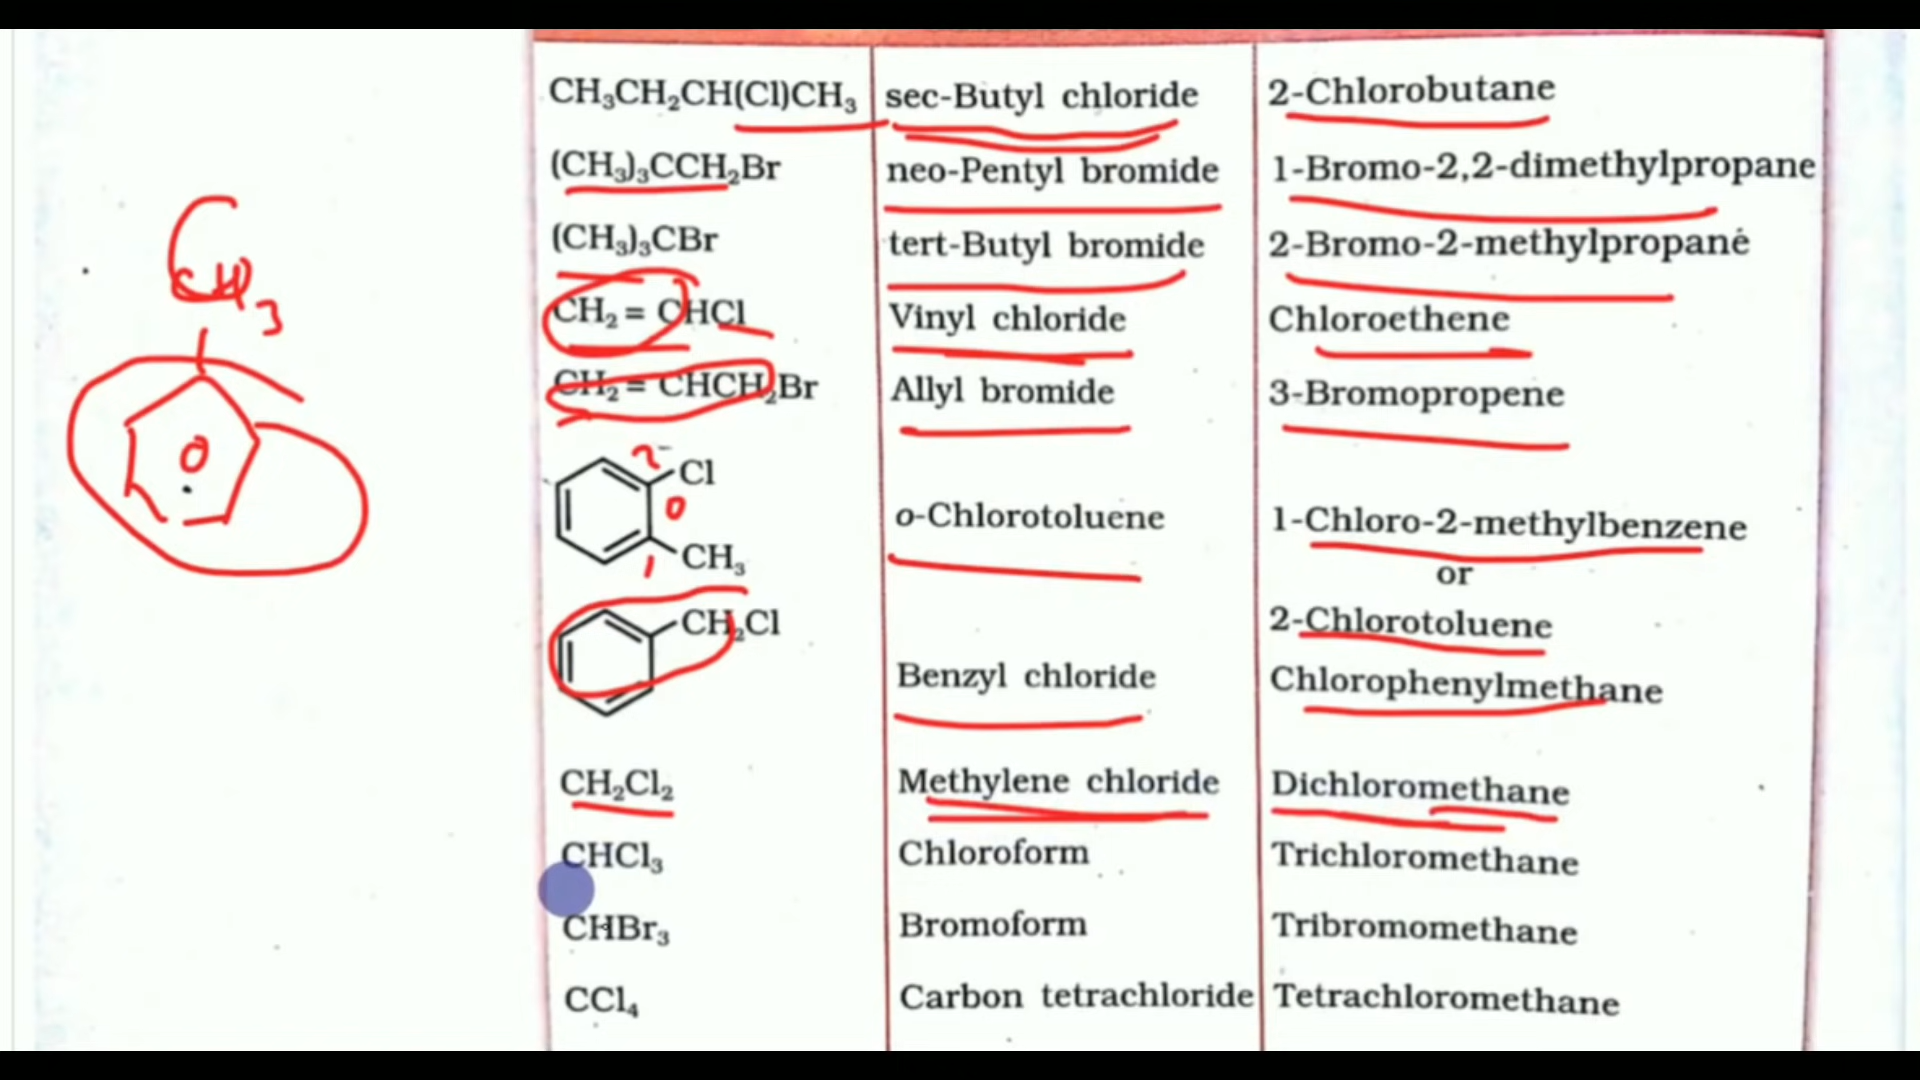 CH₃CH₂CH(Cl)CH₃ sec-Butyl chloride 2-Chlorobutane
(CH₃)₃CCH₂Br neo-Pentyl bromide 1-Bromo-2,2-dimethylpropane
(CH₃)₃CBr tert-Butyl bromide 2-Bromo-2-methylpropane
CH₂ = CHCl Vinyl chloride Chloroethene
CH₂ = CHCH₂Br Allyl bromide 3-Bromopropene
2
Cl
o
o-Chlorotoluene 1-Chloro-2-methylbenzene
CH₃
1
or
CH₂Cl 2-Chlorotoluene
Benzyl chloride Chlorophenylmethane
CH₂Cl₂ Methylene chloride Dichloromethane
CHCl₃ Chloroform Trichloromethane
CHBr₃ Bromoform Tribromomethane
CCl₄ Carbon tetrachloride Tetrachloromethane
CH₃